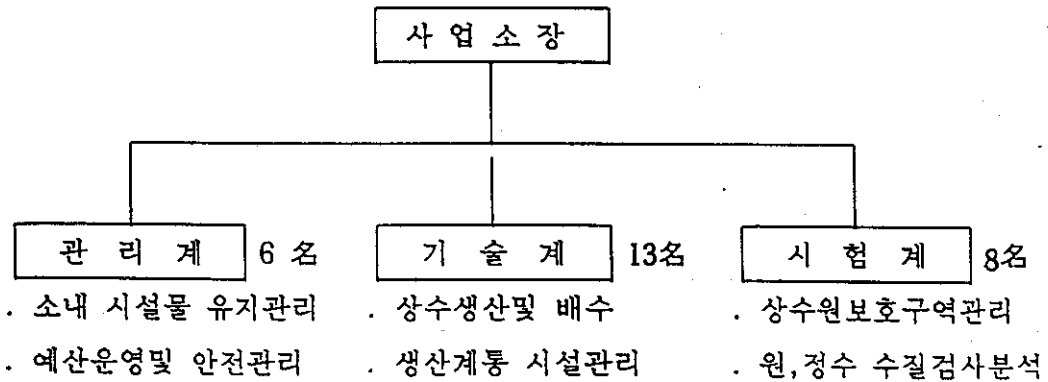 사 업 소 장
관 리 계 6 名
. 소내 시설물 유지관리
. 예산운영및 안전관리
기 술 계 13名
. 상수생산및 배수
. 생산계통 시설관리
시 험 계 8名
. 상수원보호구역관리
. 원,정수 수질검사분석